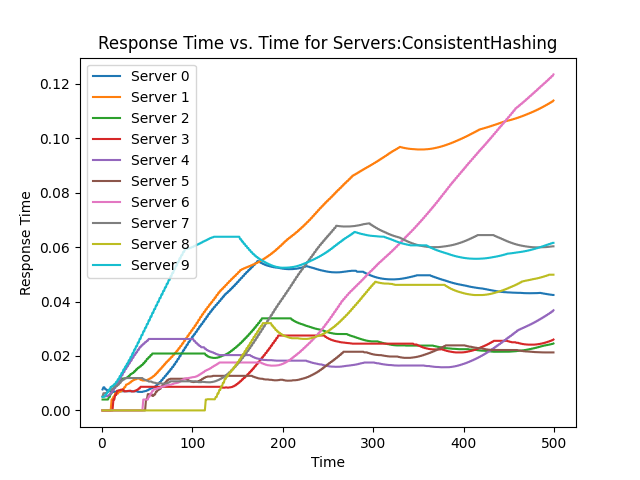 Response Time vs. Time for Servers:ConsistentHashing
Response Time
0.12
0.10
0.08
0.06
0.04
0.02
0.00
Server 0
Server 1
Server 2
Server 3
Server 4
Server 5
Server 6
Server 7
Server 8
Server 9
0 100 200 300 400 500
Time